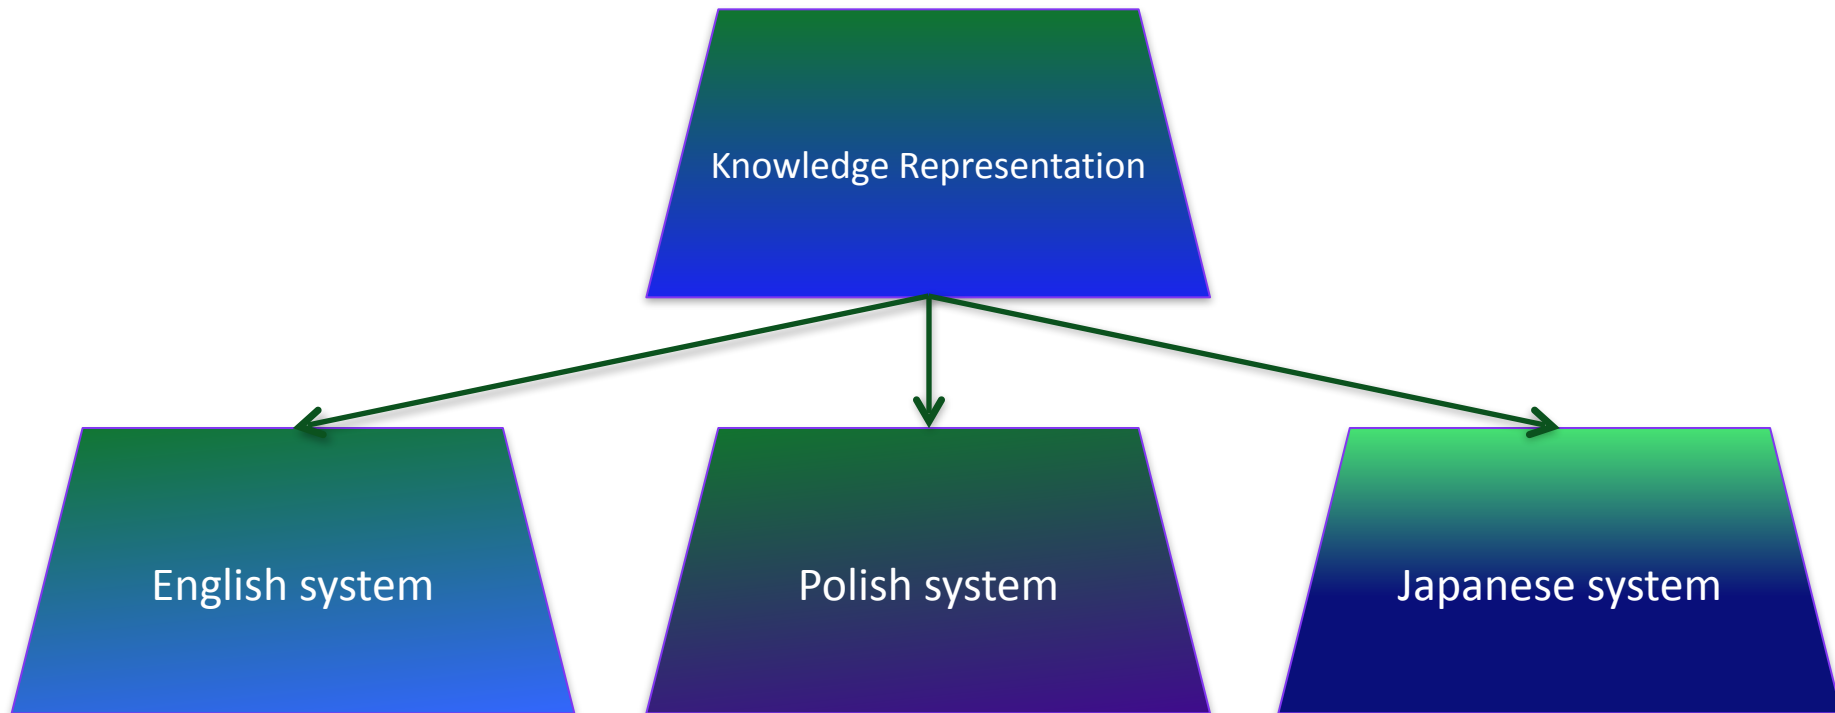 Knowledge Representation
English system
Polish system
Japanese system